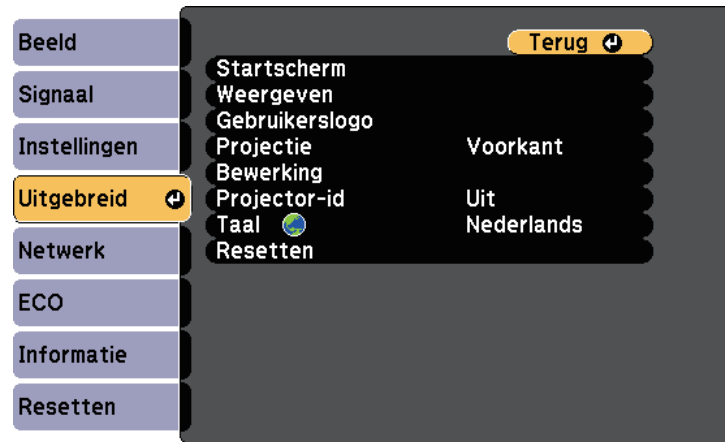 Beeld
Signaal
Instellingen
Uitgebreid
Netwerk
ECO
Informatie
Resetten
Terug
Startscherm
Weergeven
Gebruikerslogo
Projectie Voorkant
Bewerking
Projector-id Uit
Taal Nederlands
Resetten